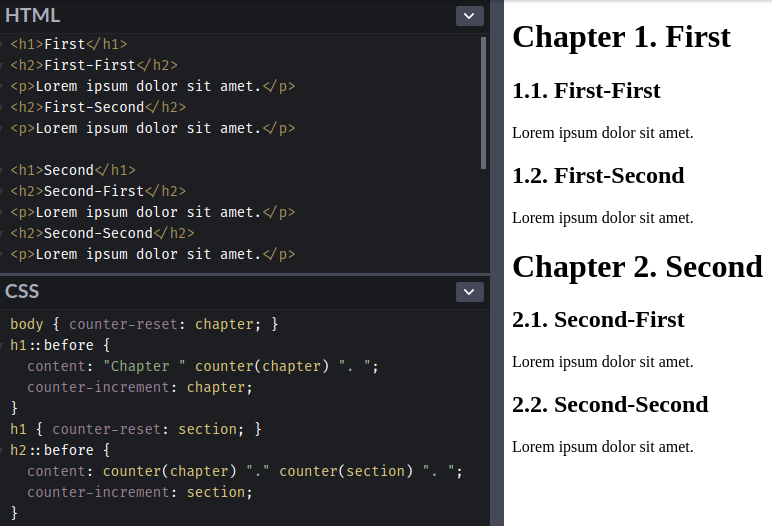 HTML
<h1>First</h1>
<h2>First-First</h2>
<p>Lorem ipsum dolor sit amet.</p>
<h2>First-Second</h2>
<p>Lorem ipsum dolor sit amet.</p>
<h1>Second</h1>
<h2>Second-First</h2>
<p>Lorem ipsum dolor sit amet.</p>
<h2>Second-Second</h2>
<p>Lorem ipsum dolor sit amet.</p>
CSS
body { counter-reset: chapter; }
h1::before {
  content: "Chapter " counter(chapter) ". ";
  counter-increment: chapter;
}
h1 { counter-reset: section; }
h2::before {
  content: counter(chapter) "." counter(section) ". ";
  counter-increment: section;
}
Chapter 1. First
1.1. First-First
Lorem ipsum dolor sit amet.
1.2. First-Second
Lorem ipsum dolor sit amet.
Chapter 2. Second
2.1. Second-First
Lorem ipsum dolor sit amet.
2.2. Second-Second
Lorem ipsum dolor sit amet.